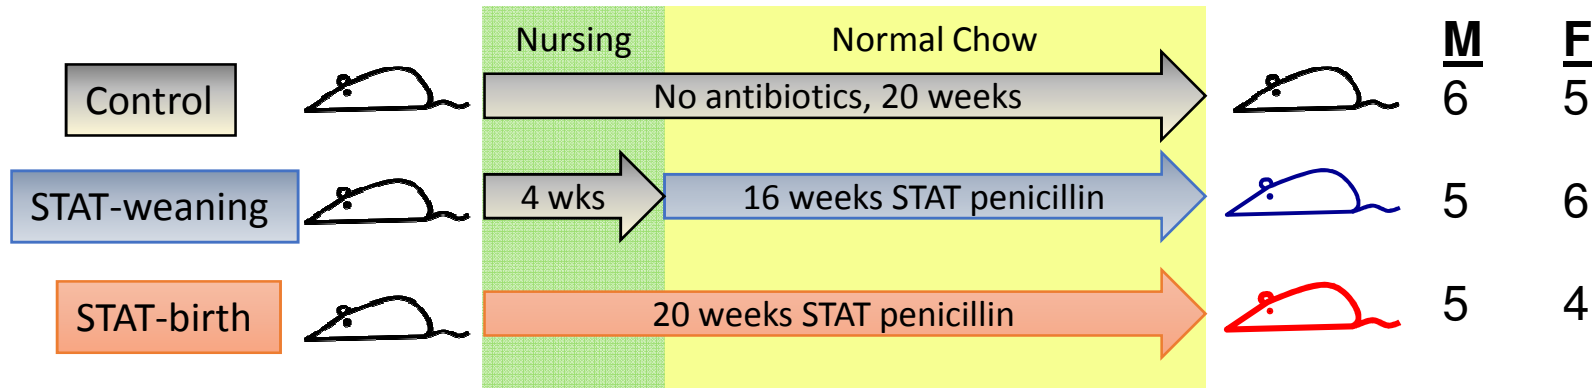 Nursing Normal Chow M F
Control No antibiotics, 20 weeks 6 5
STAT-weaning 4 wks 16 weeks STAT penicillin 5 6
STAT-birth 20 weeks STAT penicillin 5 4